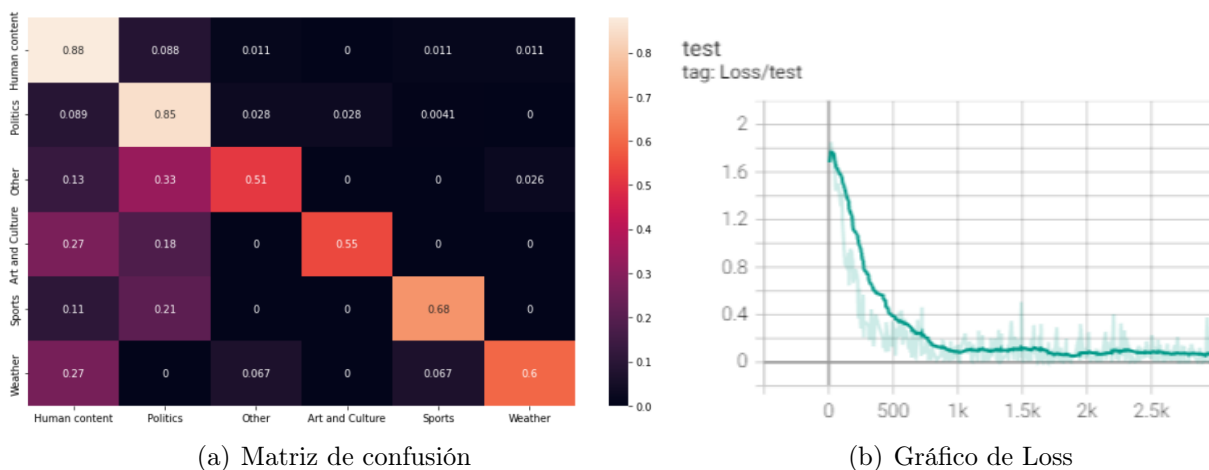 Human content 0.88 0.088 0.011 0 0.011 0.011
Politics 0.089 0.85 0.028 0.028 0.0041 0
Other 0.13 0.33 0.51 0 0 0.026
Art and Culture 0.27 0.18 0 0.55 0 0
Sports 0.11 0.21 0 0 0.68 0
Weather 0.27 0 0.067 0 0.067 0.6
Human content Politics Other Art and Culture Sports Weather
0.8
0.7
0.6
0.5
0.4
0.3
0.2
0.1
0.0
(a) Matriz de confusión
test
tag: Loss/test
2
1.6
1.2
0.8
0.4
0
0 500 1k 1.5k 2k 2.5k
(b) Gráfico de Loss